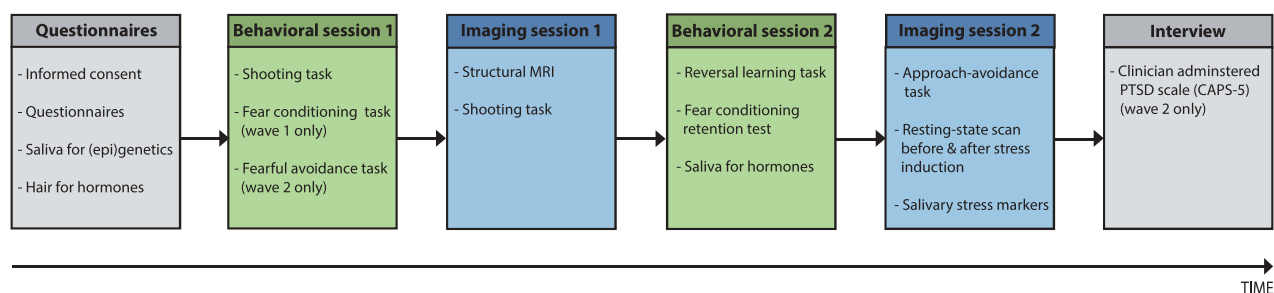 Questionnaires
- Informed consent
- Questionnaires
- Saliva for (epi)genetics
- Hair for hormones
Behavioral session 1
- Shooting task
- Fear conditioning task
(wave 1 only)
- Fearful avoidance task
(wave 2 only)
Imaging session 1
- Structural MRI
- Shooting task
Behavioral session 2
- Reversal learning task
- Fear conditioning
retention test
- Saliva for hormones
Imaging session 2
- Approach-avoidance
task
- Resting-state scan
before & after stress
induction
- Salivary stress markers
Interview
- Clinician adminstered
PTSD scale (CAPS-5)
(wave 2 only)
TIME